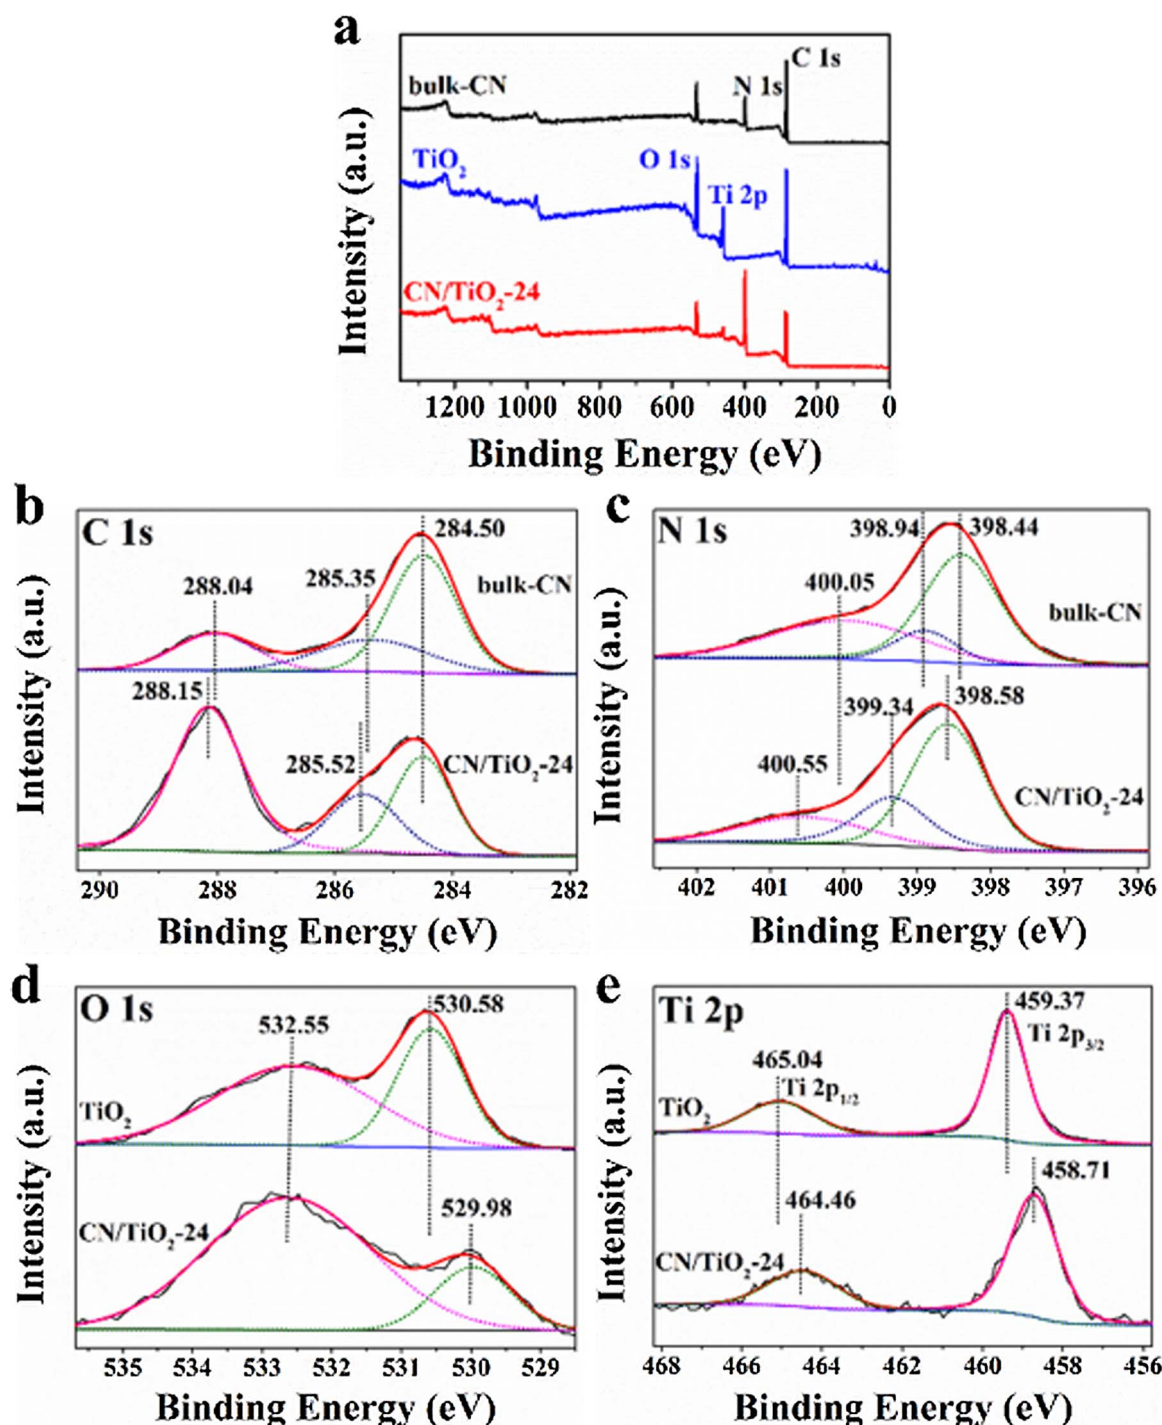 a
bulk-CN
N 1s
C 1s
TiO2
O 1s
Ti 2p
CN/TiO2-24
Intensity (a.u.)
1200 1000 800 600 400 200 0
Binding Energy (eV)
b
C 1s
284.50
288.04
285.35
bulk-CN
288.15
285.52
CN/TiO2-24
Intensity (a.u.)
290 288 286 284 282
Binding Energy (eV)
c
N 1s
398.94
398.44
400.05
bulk-CN
399.34
398.58
400.55
CN/TiO2-24
Intensity (a.u.)
402 401 400 399 398 397 396
Binding Energy (eV)
d
O 1s
530.58
532.55
TiO2
529.98
CN/TiO2-24
Intensity (a.u.)
535 534 533 532 531 530 529
Binding Energy (eV)
e
Ti 2p
459.37
Ti 2p3/2
465.04
Ti 2p1/2
TiO2
458.71
464.46
CN/TiO2-24
Intensity (a.u.)
468 466 464 462 460 458 456
Binding Energy (eV)